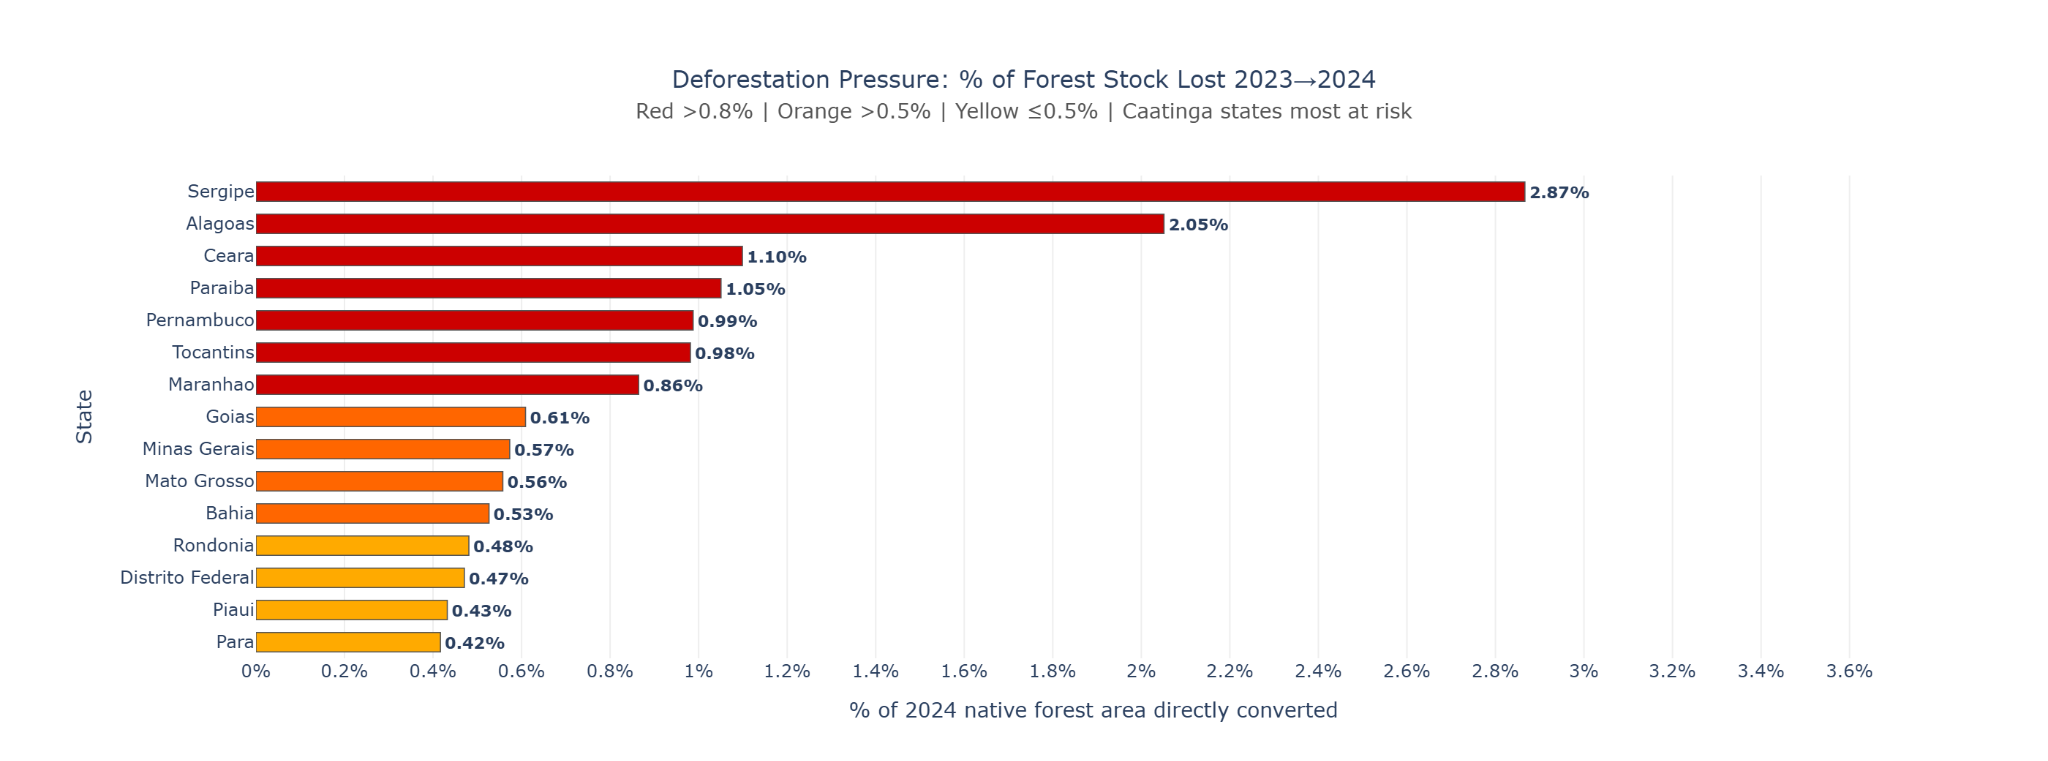 Deforestation Pressure: % of Forest Stock Lost 2023→2024
Red >0.8% | Orange >0.5% | Yellow ≤0.5% | Caatinga states most at risk
State
Sergipe 2.87%
Alagoas 2.05%
Ceara 1.10%
Paraiba 1.05%
Pernambuco 0.99%
Tocantins 0.98%
Maranhao 0.86%
Goias 0.61%
Minas Gerais 0.57%
Mato Grosso 0.56%
Bahia 0.53%
Rondonia 0.48%
Distrito Federal 0.47%
Piaui 0.43%
Para 0.42%
0% 0.2% 0.4% 0.6% 0.8% 1% 1.2% 1.4% 1.6% 1.8% 2% 2.2% 2.4% 2.6% 2.8% 3% 3.2% 3.4% 3.6%
% of 2024 native forest area directly converted